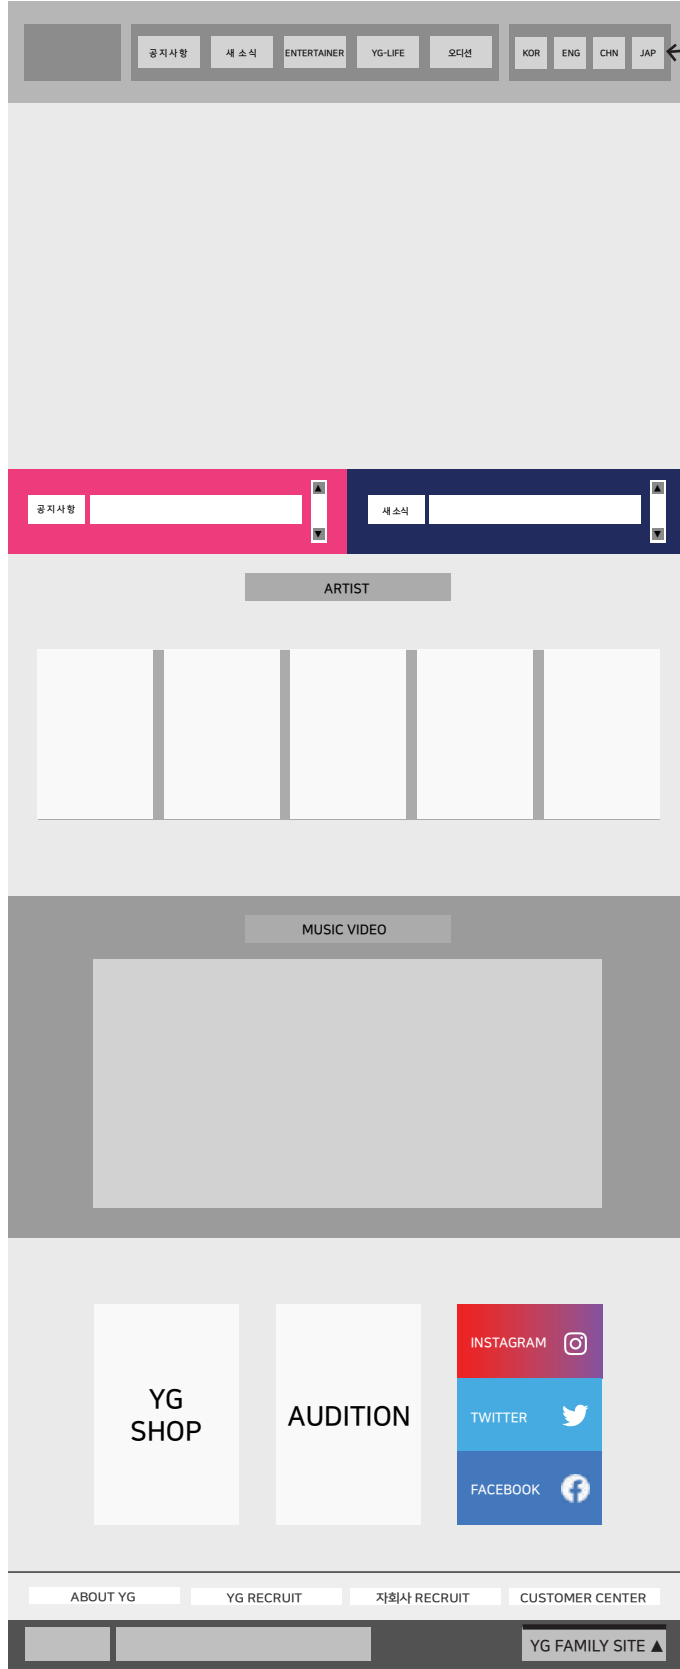 공지사항 새 소식 ENTERTAINER YG-LIFE 오디션 KOR ENG CHN JAP
공지사항 새 소식
ARTIST
MUSIC VIDEO
YG
SHOP
AUDITION
INSTAGRAM
TWITTER
FACEBOOK
ABOUT YG YG RECRUIT 자회사 RECRUIT CUSTOMER CENTER
YG FAMILY SITE ▲